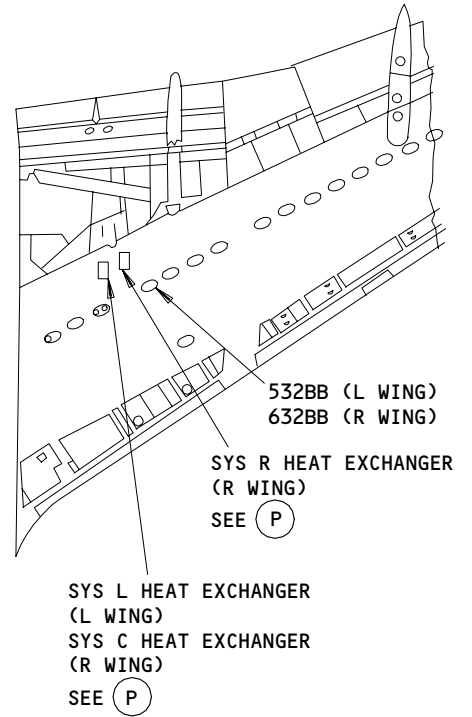 532BB (L WING)
632BB (R WING)
SYS R HEAT EXCHANGER
(R WING)
SEE P
SYS L HEAT EXCHANGER
(L WING)
SYS C HEAT EXCHANGER
(R WING)
SEE P